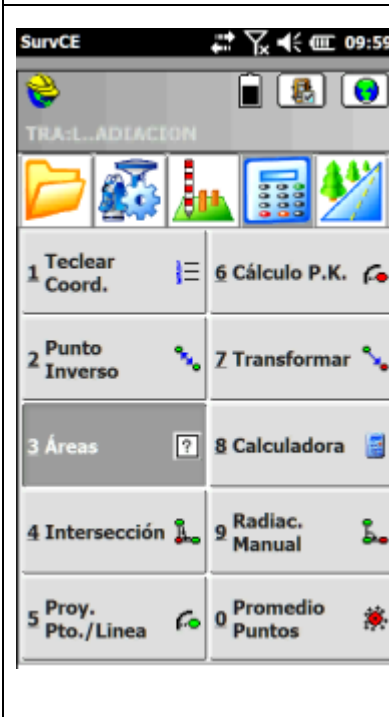 SurvCE 09:59
TRA:L..ADIACION
1 Teclear
Coord.
6 Cálculo P.K.
2 Punto
Inverso
7 Transformar
3 Áreas ?
8 Calculadora
4 Intersección
9 Radiac.
Manual
5 Proy.
Pto./Linea
0 Promedio
Puntos